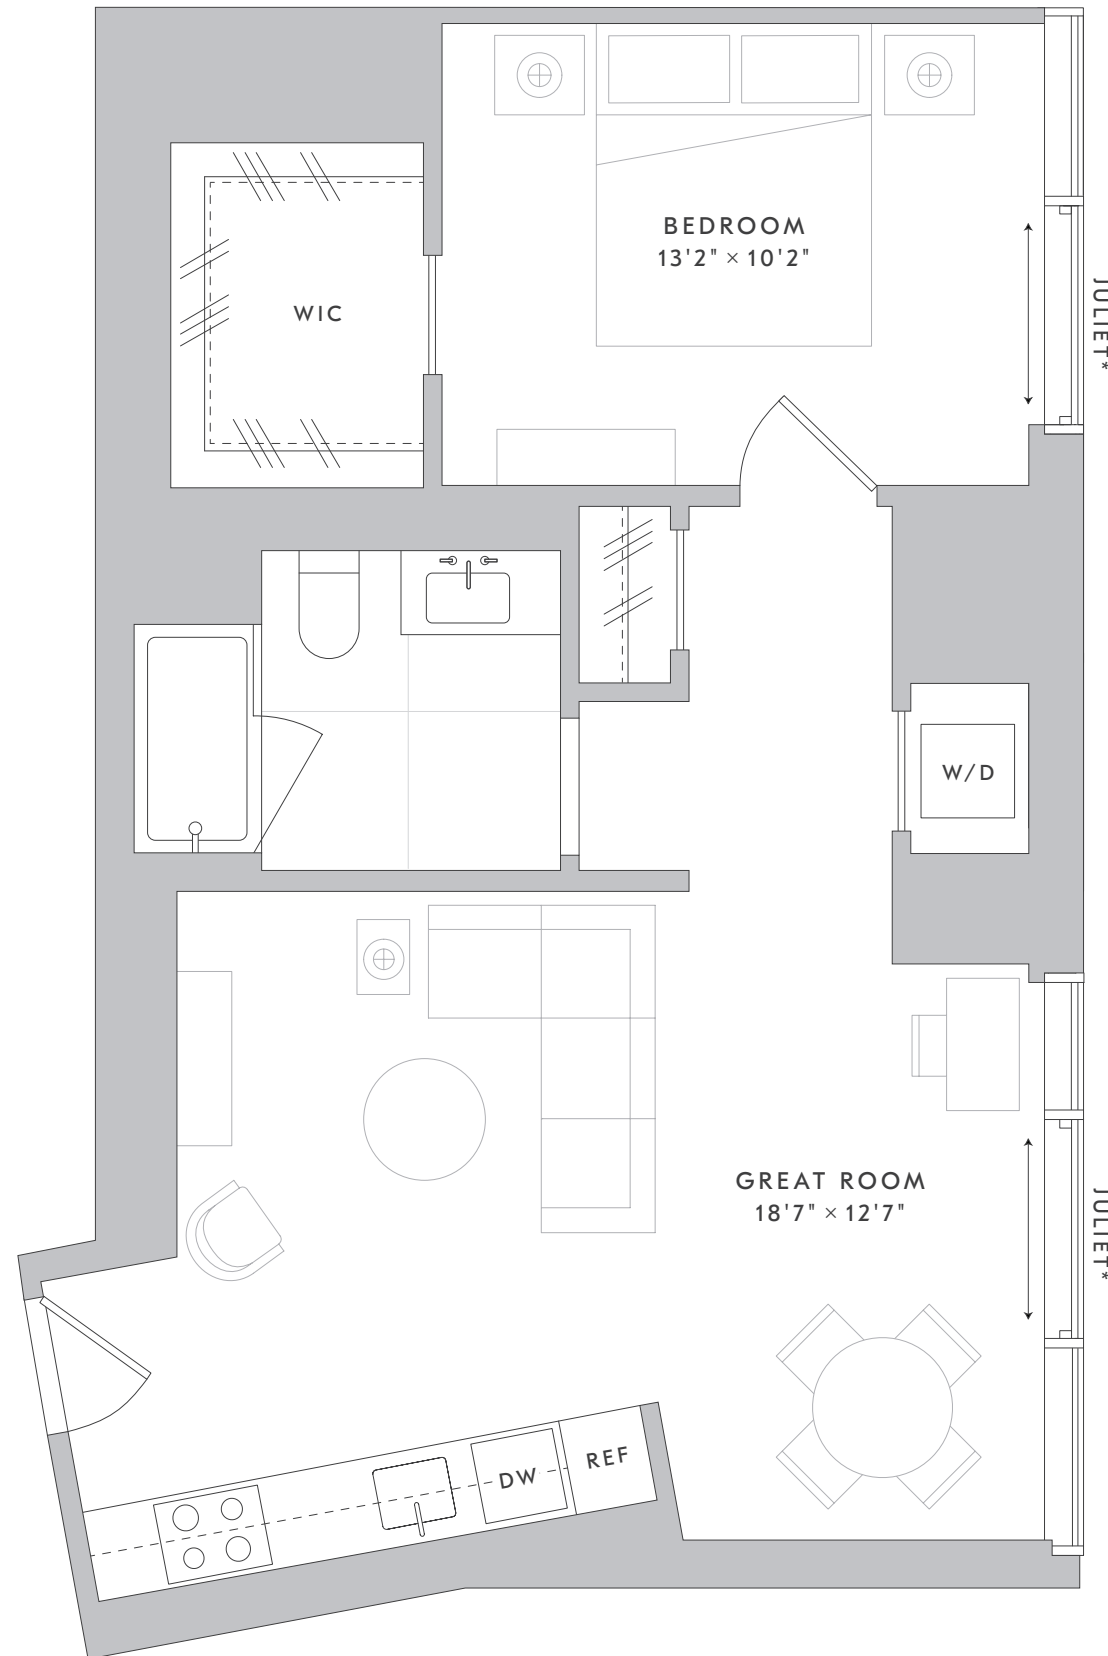 BEDROOM
13'2" × 10'2"
JULIET*
WIC
W/D
GREAT ROOM
18'7" × 12'7"
JULIET*
DW
REF